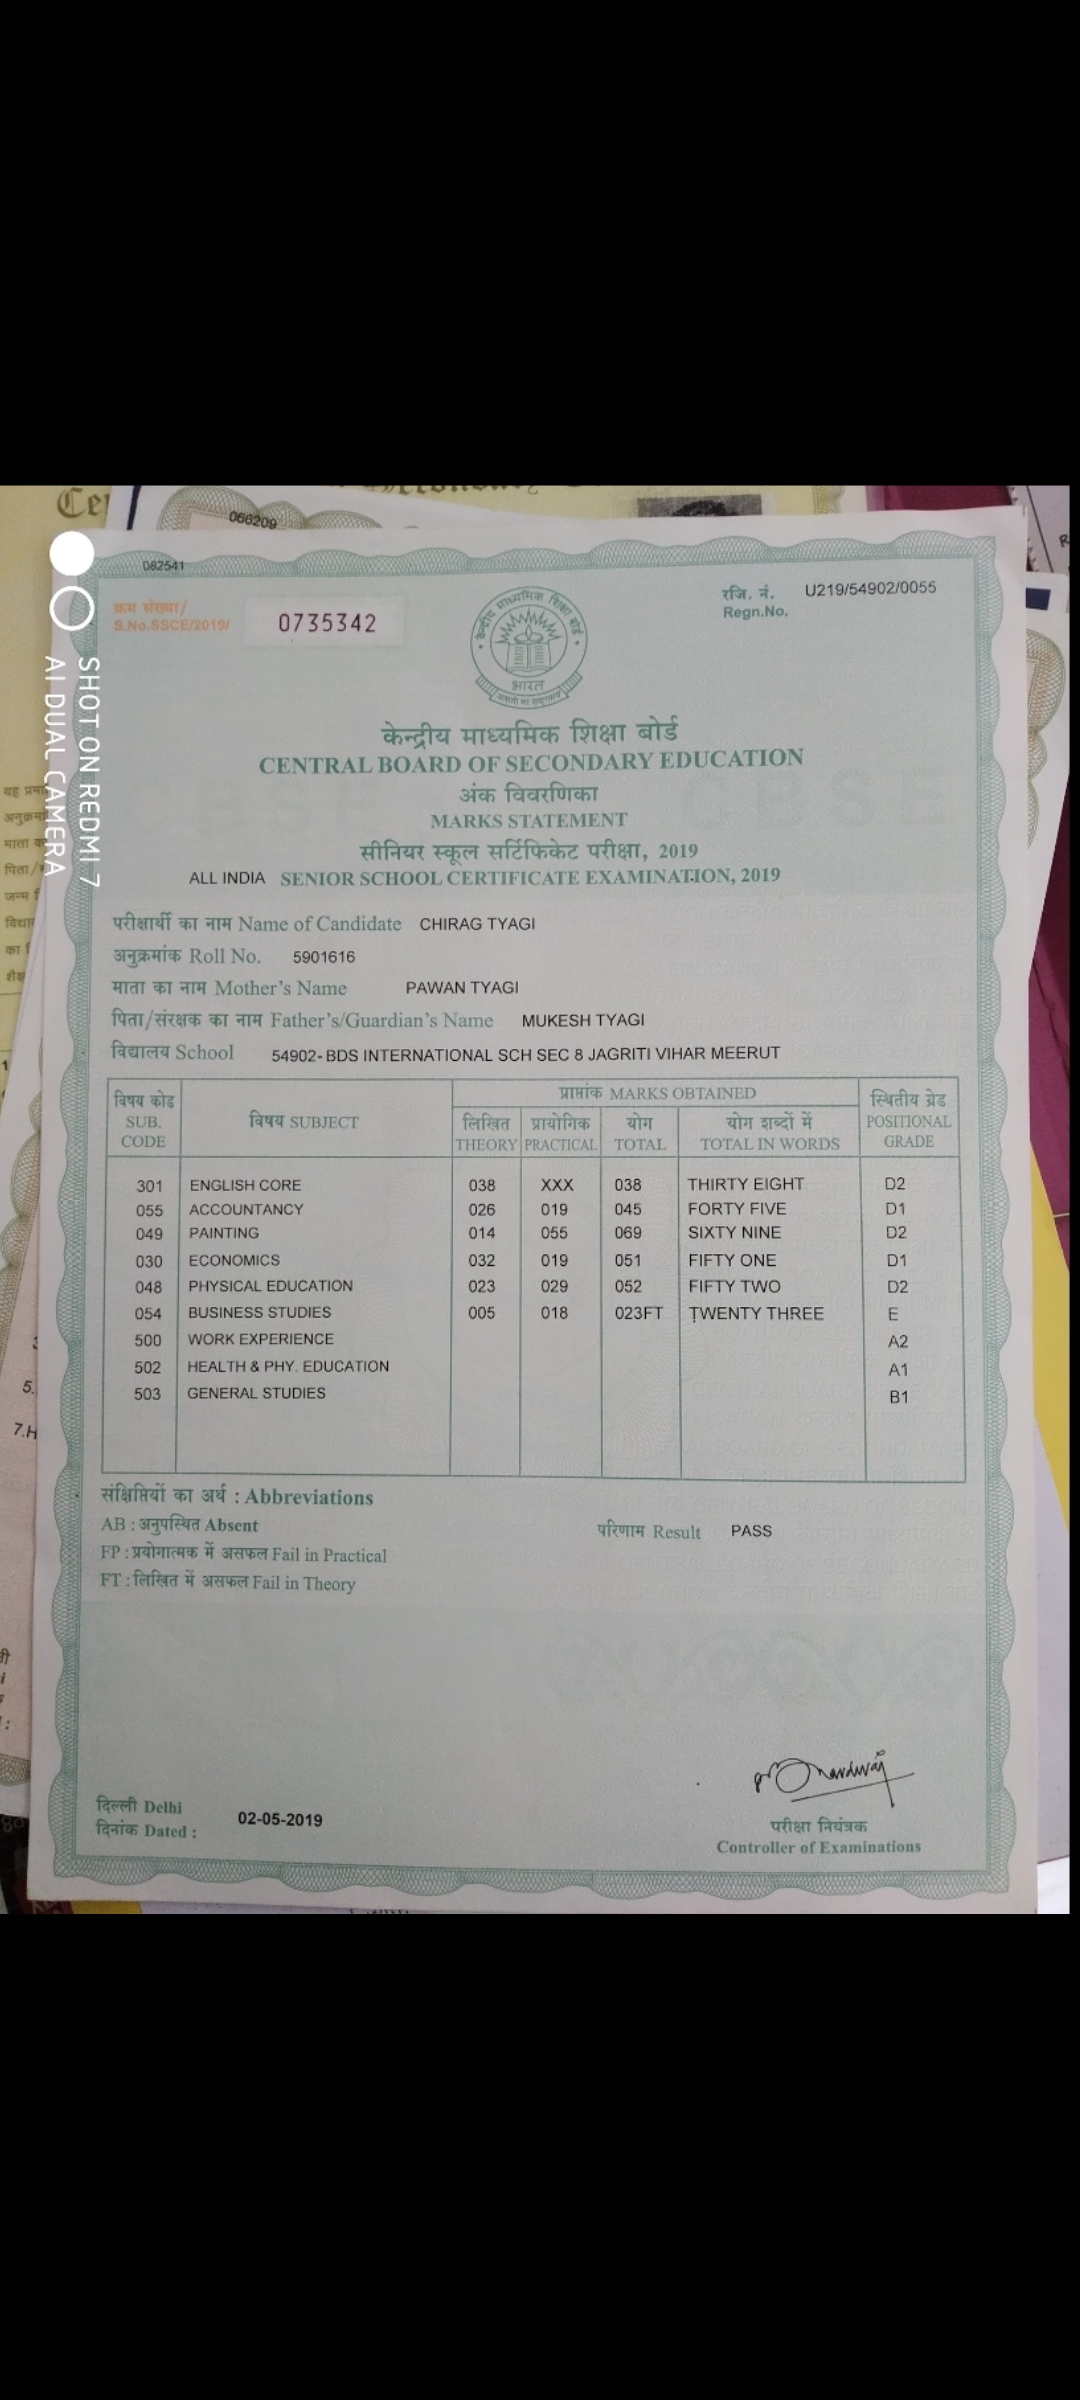 Cer
066209
082541
क्रम संख्या/
S.No.SSCE/2019/ 0735342
रजि. नं. U219/54902/0055
Regn.No.
केन्द्रीय माध्यमिक शिक्षा बोर्ड
भारत
असतो मा सद्गमय
केन्द्रीय माध्यमिक शिक्षा बोर्ड
CENTRAL BOARD OF SECONDARY EDUCATION
अंक विवरणिका
MARKS STATEMENT
सीनियर स्कूल सर्टिफिकेट परीक्षा, 2019
ALL INDIA SENIOR SCHOOL CERTIFICATE EXAMINATION, 2019
परीक्षार्थी का नाम Name of Candidate CHIRAG TYAGI
अनुक्रमांक Roll No. 5901616
माता का नाम Mother's Name PAWAN TYAGI
पिता/संरक्षक का नाम Father's/Guardian's Name MUKESH TYAGI
विद्यालय School 54902- BDS INTERNATIONAL SCH SEC 8 JAGRITI VIHAR MEERUT
विषय कोड SUB. CODE विषय SUBJECT प्राप्तांक MARKS OBTAINED स्थितीय ग्रेड POSITIONAL GRADE
लिखित THEORY प्रायोगिक PRACTICAL योग TOTAL योग शब्दों में TOTAL IN WORDS
301 ENGLISH CORE 038 XXX 038 THIRTY EIGHT D2
055 ACCOUNTANCY 026 019 045 FORTY FIVE D1
049 PAINTING 014 055 069 SIXTY NINE D2
030 ECONOMICS 032 019 051 FIFTY ONE D1
048 PHYSICAL EDUCATION 023 029 052 FIFTY TWO D2
054 BUSINESS STUDIES 005 018 023FT TWENTY THREE E
500 WORK EXPERIENCE A2
502 HEALTH & PHY. EDUCATION A1
503 GENERAL STUDIES B1
संक्षिप्तियों का अर्थ : Abbreviations
AB : अनुपस्थित Absent
परिणाम Result PASS
FP : प्रयोगात्मक में असफल Fail in Practical
FT : लिखित में असफल Fail in Theory
दिल्ली Delhi
दिनांक Dated : 02-05-2019
परीक्षा नियंत्रक
Controller of Examinations
SHOT ON REDMI 7
AI DUAL CAMERA